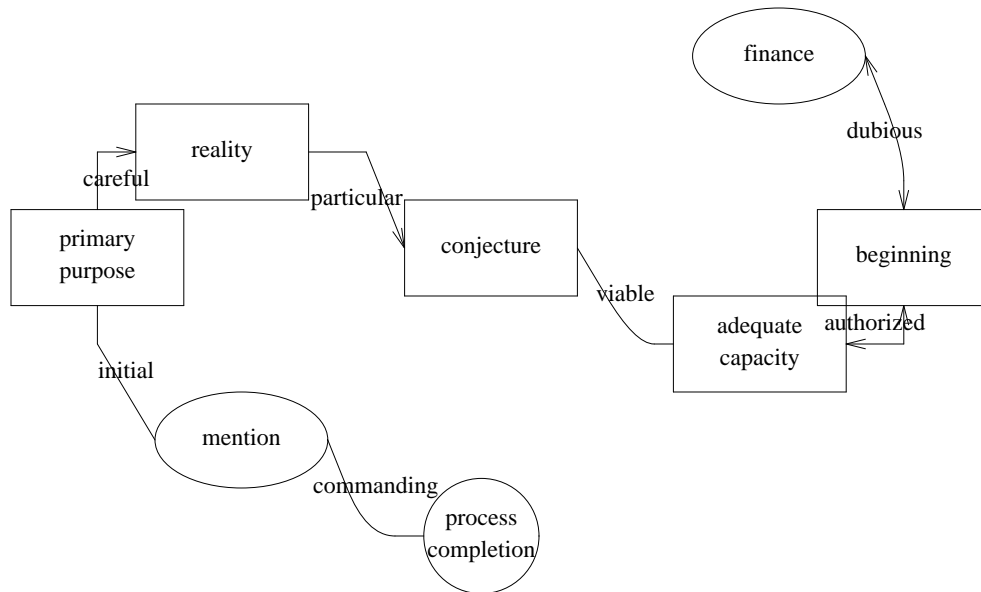 finance
dubious
reality
careful
particular
primary
purpose
conjecture
beginning
viable
adequate
capacity
authorized
initial
mention
commanding
process
completion